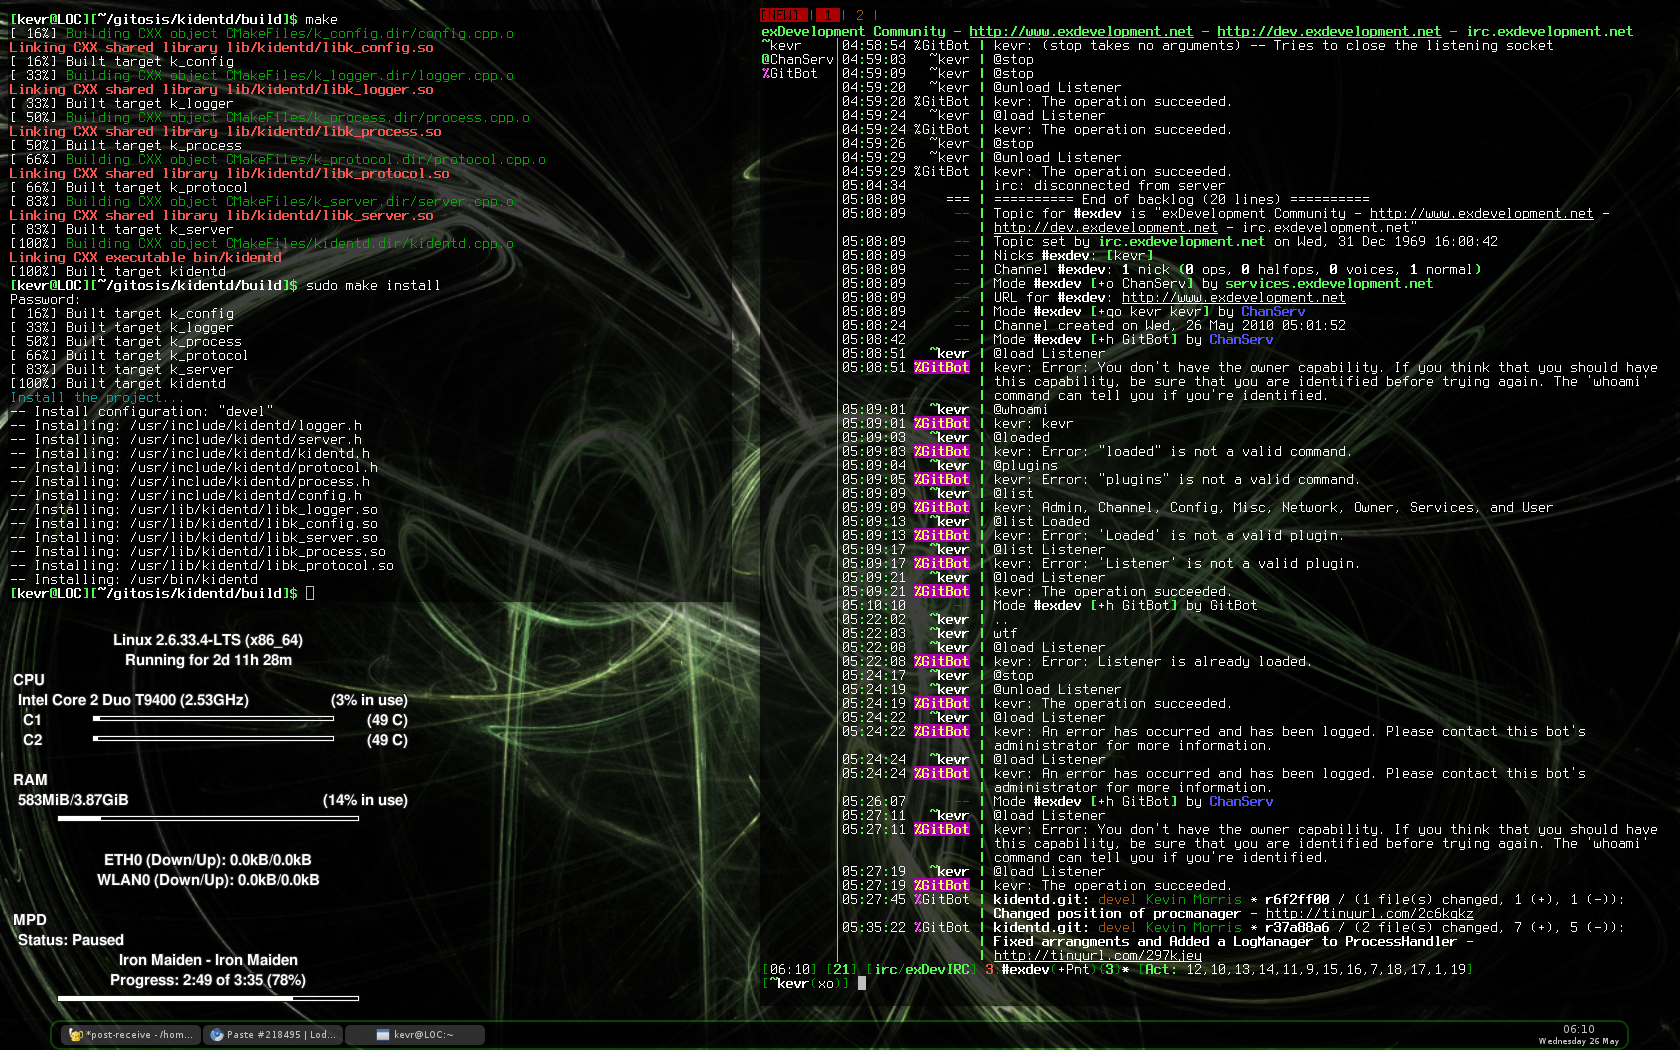 [kevr@LOC][~/gitosis/kidentd/build]$ make
[ 16%] Building CXX object CMakeFiles/k_config.dir/config.cpp.o
Linking CXX shared library lib/kidentd/libk_config.so
[ 16%] Built target k_config
[ 33%] Building CXX object CMakeFiles/k_logger.dir/logger.cpp.o
Linking CXX shared library lib/kidentd/libk_logger.so
[ 33%] Built target k_logger
[ 50%] Building CXX object CMakeFiles/k_process.dir/process.cpp.o
Linking CXX shared library lib/kidentd/libk_process.so
[ 50%] Built target k_process
[ 66%] Building CXX object CMakeFiles/k_protocol.dir/protocol.cpp.o
Linking CXX shared library lib/kidentd/libk_protocol.so
[ 66%] Built target k_protocol
[ 83%] Building CXX object CMakeFiles/k_server.dir/server.cpp.o
Linking CXX shared library lib/kidentd/libk_server.so
[ 83%] Built target k_server
[100%] Building CXX object CMakeFiles/kidentd.dir/kidentd.cpp.o
Linking CXX executable bin/kidentd
[100%] Built target kidentd
[kevr@LOC][~/gitosis/kidentd/build]$ sudo make install
Password:
[ 16%] Built target k_config
[ 33%] Built target k_logger
[ 50%] Built target k_process
[ 66%] Built target k_protocol
[ 83%] Built target k_server
[100%] Built target kidentd
Install the project...
-- Install configuration: "devel"
-- Installing: /usr/include/kidentd/logger.h
-- Installing: /usr/include/kidentd/server.h
-- Installing: /usr/include/kidentd/kidentd.h
-- Installing: /usr/include/kidentd/protocol.h
-- Installing: /usr/include/kidentd/process.h
-- Installing: /usr/include/kidentd/config.h
-- Installing: /usr/lib/kidentd/libk_logger.so
-- Installing: /usr/lib/kidentd/libk_config.so
-- Installing: /usr/lib/kidentd/libk_server.so
-- Installing: /usr/lib/kidentd/libk_process.so
-- Installing: /usr/lib/kidentd/libk_protocol.so
-- Installing: /usr/bin/kidentd
[kevr@LOC][~/gitosis/kidentd/build]$
Linux 2.6.33.4-LTS (x86_64)
Running for 2d 11h 28m
CPU
Intel Core 2 Duo T9400 (2.53GHz) (3% in use)
C1 (49 C)
C2 (49 C)
RAM
583MiB/3.87GiB (14% in use)
ETH0 (Down/Up): 0.0kB/0.0kB
WLAN0 (Down/Up): 0.0kB/0.0kB
MPD
Status: Paused
Iron Maiden - Iron Maiden
Progress: 2:49 of 3:35 (78%)
[NEW] | 1 | 2 |
exDevelopment Community - http://www.exdevelopment.net - http://dev.exdevelopment.net - irc.exdevelopment.net
~kevr
@ChanServ
%GitBot
04:58:54 %GitBot | kevr: (stop takes no arguments) -- Tries to close the listening socket
04:59:03 ~kevr | @stop
04:59:09 ~kevr | @stop
04:59:20 ~kevr | @unload Listener
04:59:20 %GitBot | kevr: The operation succeeded.
04:59:24 ~kevr | @load Listener
04:59:24 %GitBot | kevr: The operation succeeded.
04:59:26 ~kevr | @stop
04:59:29 ~kevr | @unload Listener
04:59:29 %GitBot | kevr: The operation succeeded.
05:04:34 | irc: disconnected from server
05:08:09 === | ========== End of backlog (20 lines) ==========
05:08:09 -- | Topic for #exdev is "exDevelopment Community - http://www.exdevelopment.net -
| http://dev.exdevelopment.net - irc.exdevelopment.net"
05:08:09 -- | Topic set by irc.exdevelopment.net on Wed, 31 Dec 1969 16:00:42
05:08:09 -- | Nicks #exdev: [kevr]
05:08:09 -- | Channel #exdev: 1 nick (0 ops, 0 halfops, 0 voices, 1 normal)
05:08:09 -- | Mode #exdev [+o ChanServ] by services.exdevelopment.net
05:08:09 -- | URL for #exdev: http://www.exdevelopment.net
05:08:09 -- | Mode #exdev [+qo kevr kevr] by ChanServ
05:08:24 -- | Channel created on Wed, 26 May 2010 05:01:52
05:08:42 -- | Mode #exdev [+h GitBot] by ChanServ
05:08:51 ~kevr | @load Listener
05:08:51 %GitBot | kevr: Error: You don't have the owner capability. If you think that you should have
| this capability, be sure that you are identified before trying again. The 'whoami'
| command can tell you if you're identified.
05:09:01 ~kevr | @whoami
05:09:01 %GitBot | kevr: kevr
05:09:03 ~kevr | @loaded
05:09:03 %GitBot | kevr: Error: "loaded" is not a valid command.
05:09:04 ~kevr | @plugins
05:09:05 %GitBot | kevr: Error: "plugins" is not a valid command.
05:09:09 ~kevr | @list
05:09:09 %GitBot | kevr: Admin, Channel, Config, Misc, Network, Owner, Services, and User
05:09:13 ~kevr | @list Loaded
05:09:13 %GitBot | kevr: Error: 'Loaded' is not a valid plugin.
05:09:17 ~kevr | @list Listener
05:09:17 %GitBot | kevr: Error: 'Listener' is not a valid plugin.
05:09:21 ~kevr | @load Listener
05:09:21 %GitBot | kevr: The operation succeeded.
05:10:10 -- | Mode #exdev [+h GitBot] by GitBot
05:22:02 ~kevr | ..
05:22:03 ~kevr | wtf
05:22:08 ~kevr | @load Listener
05:22:08 %GitBot | kevr: Error: Listener is already loaded.
05:24:17 ~kevr | @stop
05:24:19 ~kevr | @unload Listener
05:24:19 %GitBot | kevr: The operation succeeded.
05:24:22 ~kevr | @load Listener
05:24:22 %GitBot | kevr: An error has occurred and has been logged. Please contact this bot's
| administrator for more information.
05:24:24 ~kevr | @load Listener
05:24:24 %GitBot | kevr: An error has occurred and has been logged. Please contact this bot's
| administrator for more information.
05:26:07 -- | Mode #exdev [+h GitBot] by ChanServ
05:27:11 ~kevr | @load Listener
05:27:11 %GitBot | kevr: Error: You don't have the owner capability. If you think that you should have
| this capability, be sure that you are identified before trying again. The 'whoami'
| command can tell you if you're identified.
05:27:19 ~kevr | @load Listener
05:27:19 %GitBot | kevr: The operation succeeded.
05:27:45 %GitBot | kidentd.git: devel Kevin Morris * r6f2ff00 / (1 file(s) changed, 1 (+), 1 (-)):
| Changed position of procmanager - http://tinyurl.com/2c6kgkz
05:35:22 %GitBot | kidentd.git: devel Kevin Morris * r37a88a6 / (2 file(s) changed, 7 (+), 5 (-)):
| Fixed arrangments and Added a LogManager to ProcessHandler -
| http://tinyurl.com/297kjey
[06:10] [21] [irc/exDevIRC] 3:#exdev(+Pnt)(3)* [Act: 12,10,13,14,11,9,15,16,7,18,17,1,19]
[~kevr(xo)]
*post-receive - /hom...
Paste #218495 | Lod...
kevr@LOC:~
06:10
Wednesday 26 May